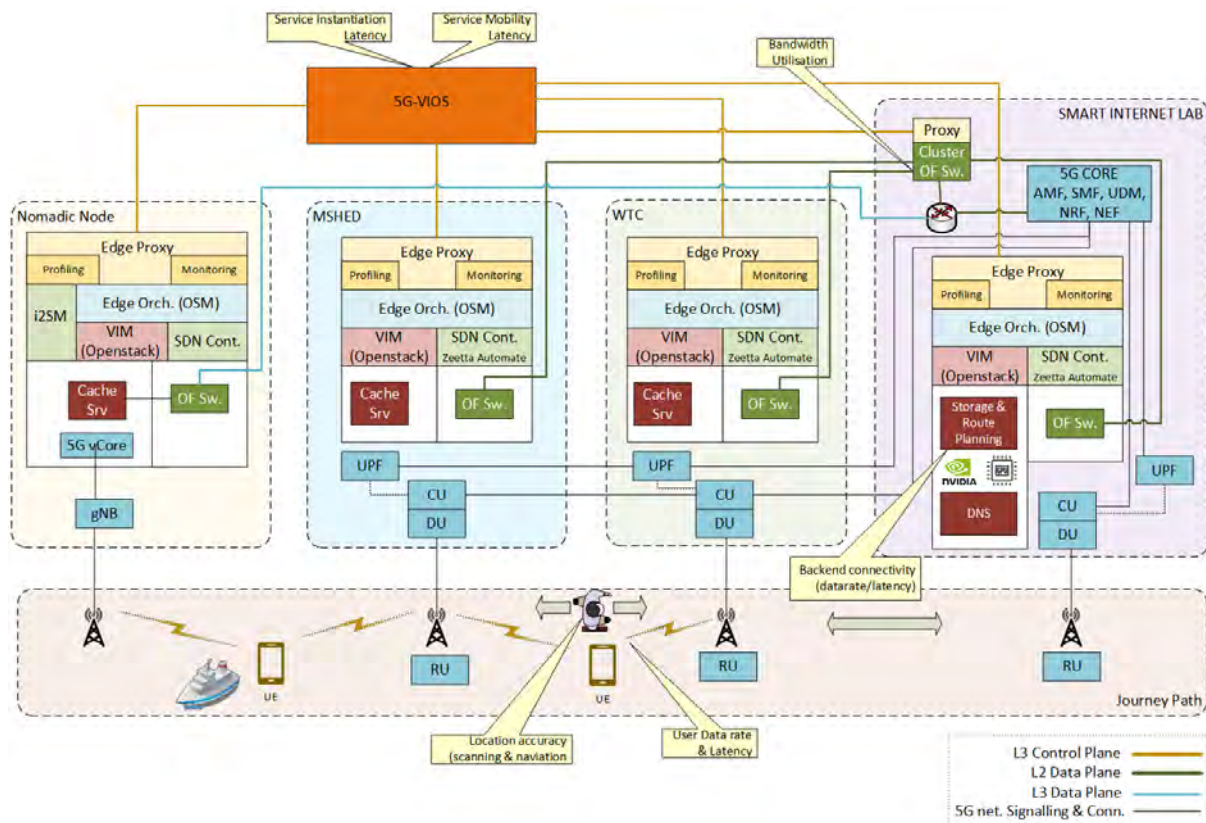 Service Instantiation
Latency
Service Mobility
Latency
Bandwidth
Utilisation
5G-VIOS
SMART INTERNET LAB
Proxy
Cluster
OF Sw.
5G CORE
AMF, SMF, UDM,
NRF, NEF
Nomadic Node
Edge Proxy
Profiling
Monitoring
i2SM
Edge Orch. (OSM)
VIM
(Openstack)
SDN Cont.
Cache
Srv
OF Sw.
5G vCore
gNB
MSHED
Edge Proxy
Profiling
Monitoring
Edge Orch. (OSM)
VIM
(Openstack)
SDN Cont.
Zeetta Automate
Cache
Srv
OF Sw.
UPF
CU
DU
WTC
Edge Proxy
Profiling
Monitoring
Edge Orch. (OSM)
VIM
(Openstack)
SDN Cont.
Zeetta Automate
Cache
Srv
OF Sw.
UPF
CU
DU
Edge Proxy
Profiling
Monitoring
Edge Orch. (OSM)
VIM
(Openstack)
SDN Cont.
Zeetta Automate
Storage &
Route
Planning
OF Sw.
NVIDIA
DNS
UPF
CU
DU
Backend connectivity
(datarate/latency)
UE
RU
UE
RU
RU
Journey Path
Location accuracy
(scanning & naviation
User Data rate
& Latency
L3 Control Plane
L2 Data Plane
L3 Data Plane
5G net. Signalling & Conn.